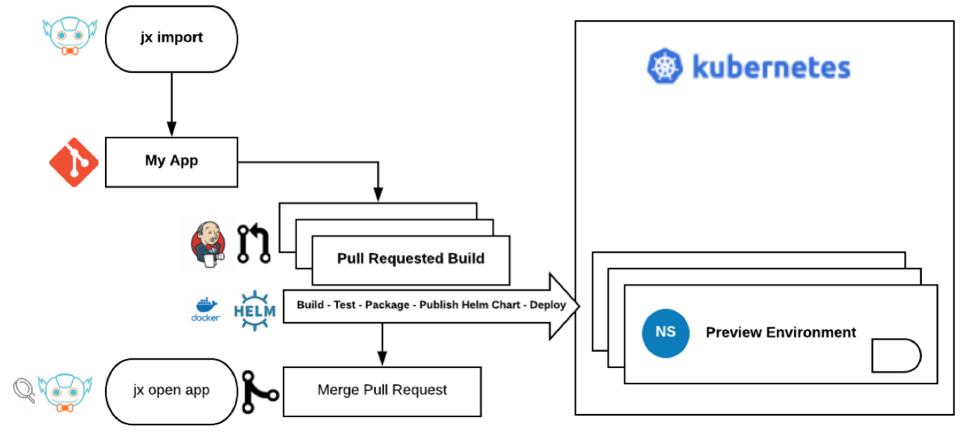 jx import
kubernetes
My App
Pull Requested Build
docker
HELM
Build - Test - Package - Publish Helm Chart - Deploy
NS
Preview Environment
jx open app
Merge Pull Request